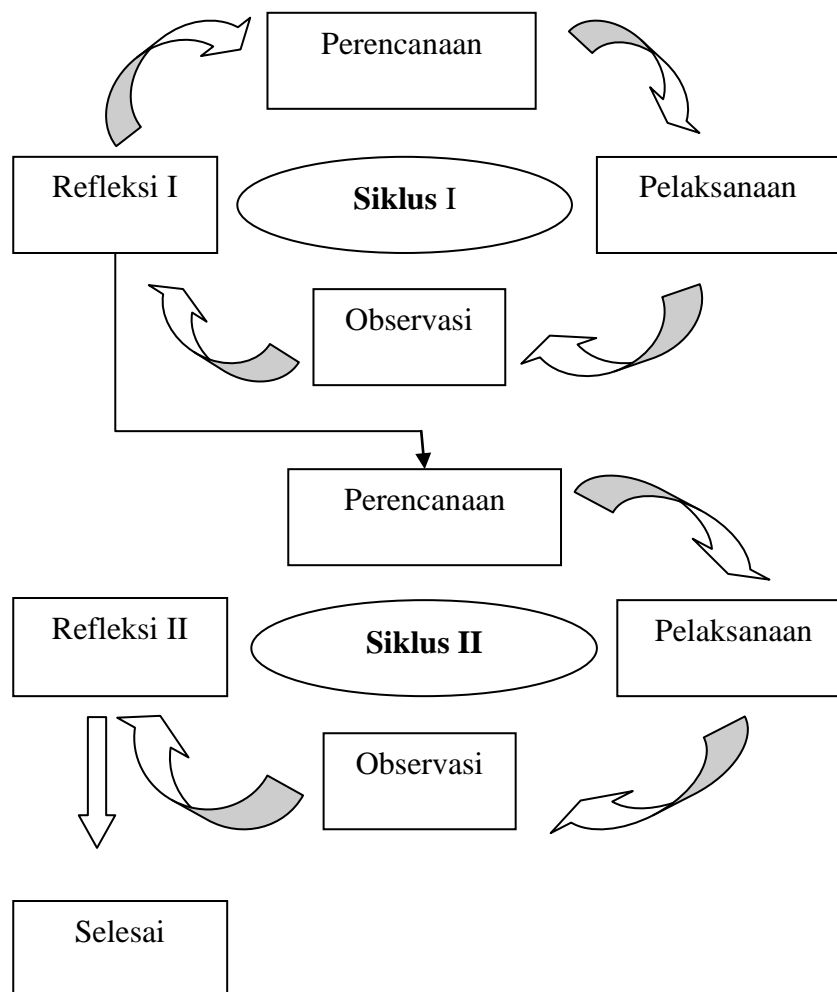 Perencanaan
Refleksi I
Siklus I
Pelaksanaan
Observasi
Perencanaan
Refleksi II
Siklus II
Pelaksanaan
Observasi
Selesai